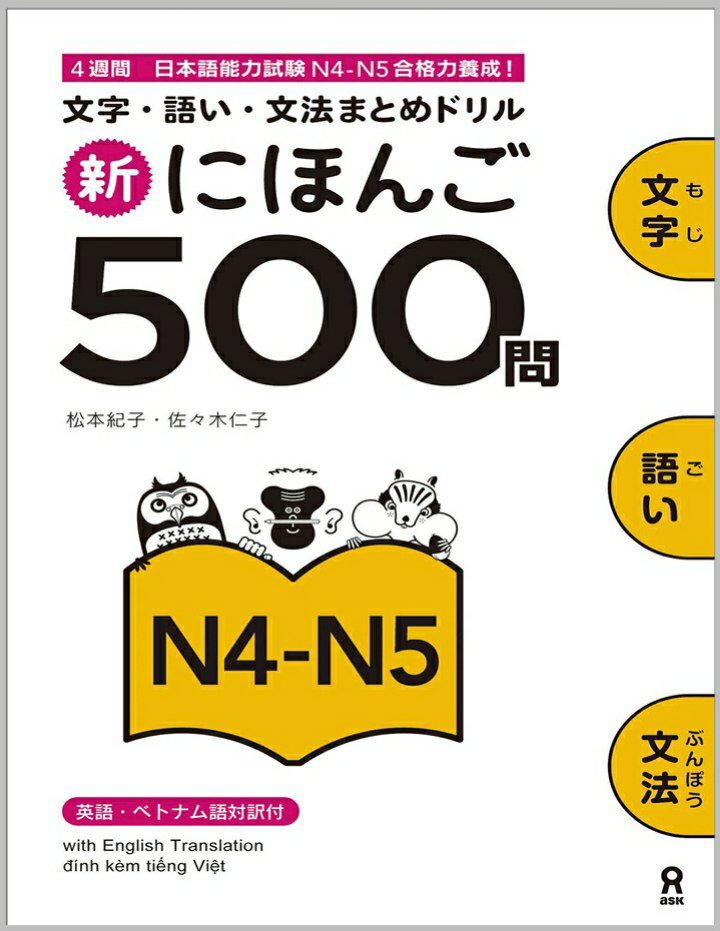 4週間 日本語能力試験N4-N5合格力養成！
文字・語い・文法まとめドリル
新にほんご
500問
松本紀子・佐々木仁子
N4-N5
英語・ベトナム語対訳付
with English Translation
đính kèm tiếng Việt
文字
もじ
語い
ご
文法
ぶんぽう
ask